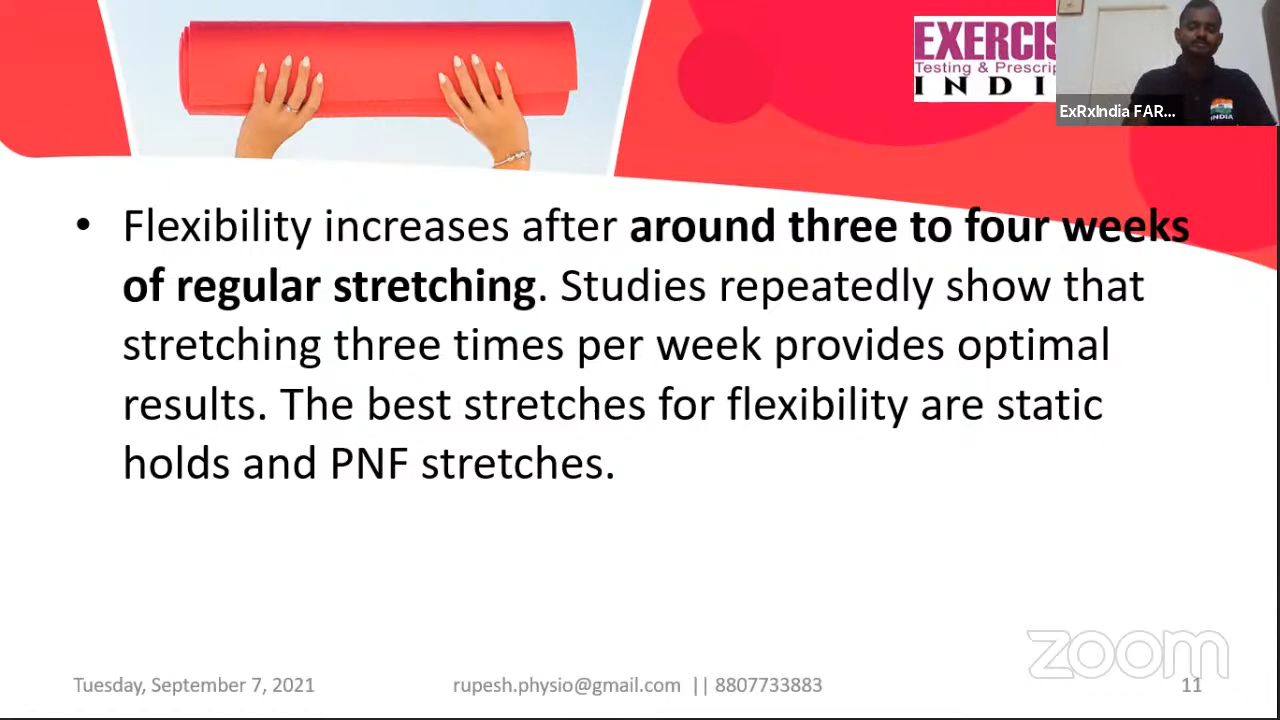 EXERCIS
Testing & Prescrip
INDI
ExRxIndia FAR...
INDIA
• Flexibility increases after around three to four weeks
of regular stretching. Studies repeatedly show that
stretching three times per week provides optimal
results. The best stretches for flexibility are static
holds and PNF stretches.
zoom
Tuesday, September 7, 2021
rupesh.physio@gmail.com || 8807733883
11